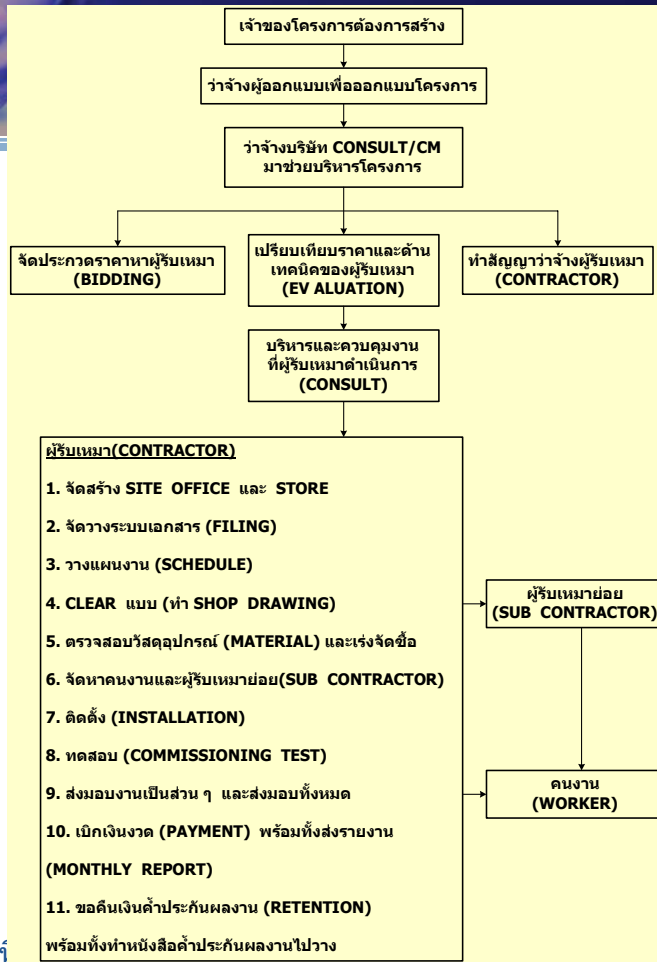 เจ้าของโครงการต้องการสร้าง
ว่าจ้างผู้ออกแบบเพื่อออกแบบโครงการ
ว่าจ้างบริษัท CONSULT/CM
มาช่วยบริหารโครงการ
จัดประกวดราคาหาผู้รับเหมา
(BIDDING)
เปรียบเทียบราคาและด้าน
เทคนิคของผู้รับเหมา
(EV ALUATION)
ทำสัญญาว่าจ้างผู้รับเหมา
(CONTRACTOR)
บริหารและควบคุมงาน
ที่ผู้รับเหมาดำเนินการ
(CONSULT)
ผู้รับเหมา(CONTRACTOR)
1. จัดสร้าง SITE OFFICE และ STORE
2. จัดวางระบบเอกสาร (FILING)
3. วางแผนงาน (SCHEDULE)
4. CLEAR แบบ (ทำ SHOP DRAWING)
5. ตรวจสอบวัสดุอุปกรณ์ (MATERIAL) และเร่งจัดซื้อ
6. จัดหาคนงานและผู้รับเหมาย่อย(SUB CONTRACTOR)
7. ติดตั้ง (INSTALLATION)
8. ทดสอบ (COMMISSIONING TEST)
9. ส่งมอบงานเป็นส่วน ๆ และส่งมอบทั้งหมด
10. เบิกเงินงวด (PAYMENT) พร้อมทั้งส่งรายงาน
(MONTHLY REPORT)
11. ขอคืนเงินค้ำประกันผลงาน (RETENTION)
พร้อมทั้งทำหนังสือค้ำประกันผลงานไปวาง
ผู้รับเหมาย่อย
(SUB CONTRACTOR)
คนงาน
(WORKER)